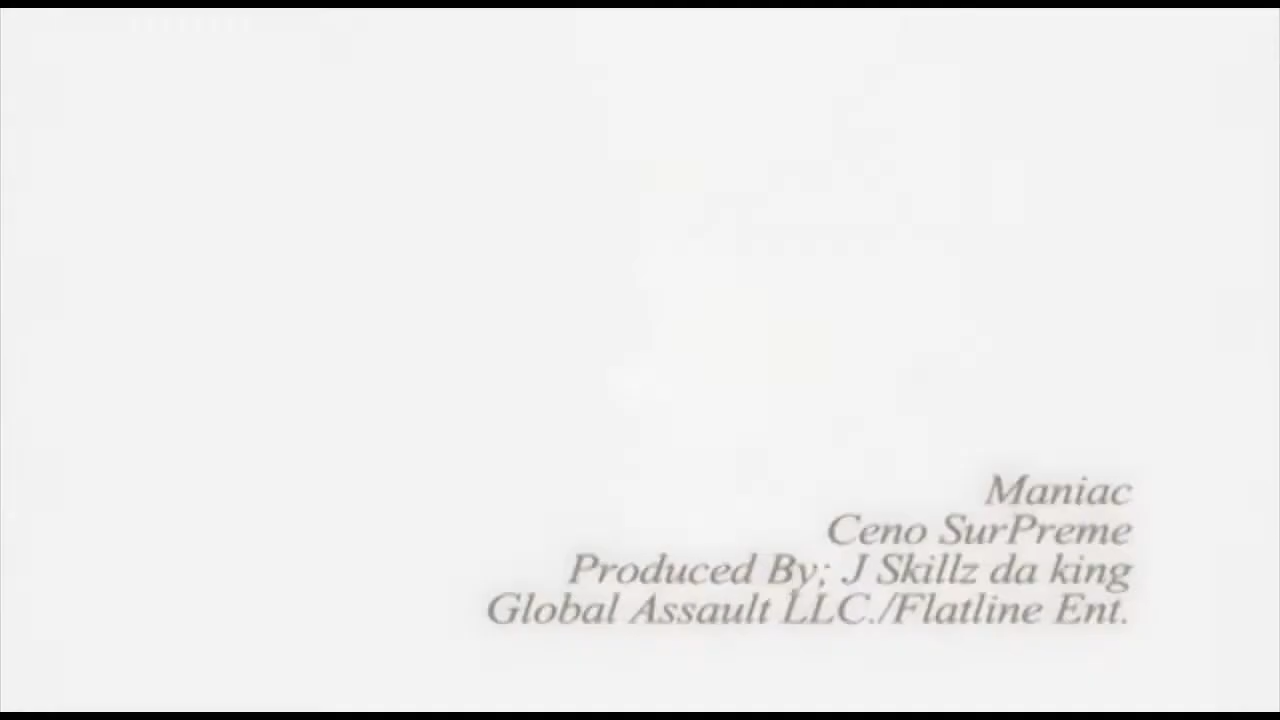 Maniac
Ceno SurPreme
Produced By; J Skillz da king
Global Assault LLC./Flatline Ent.